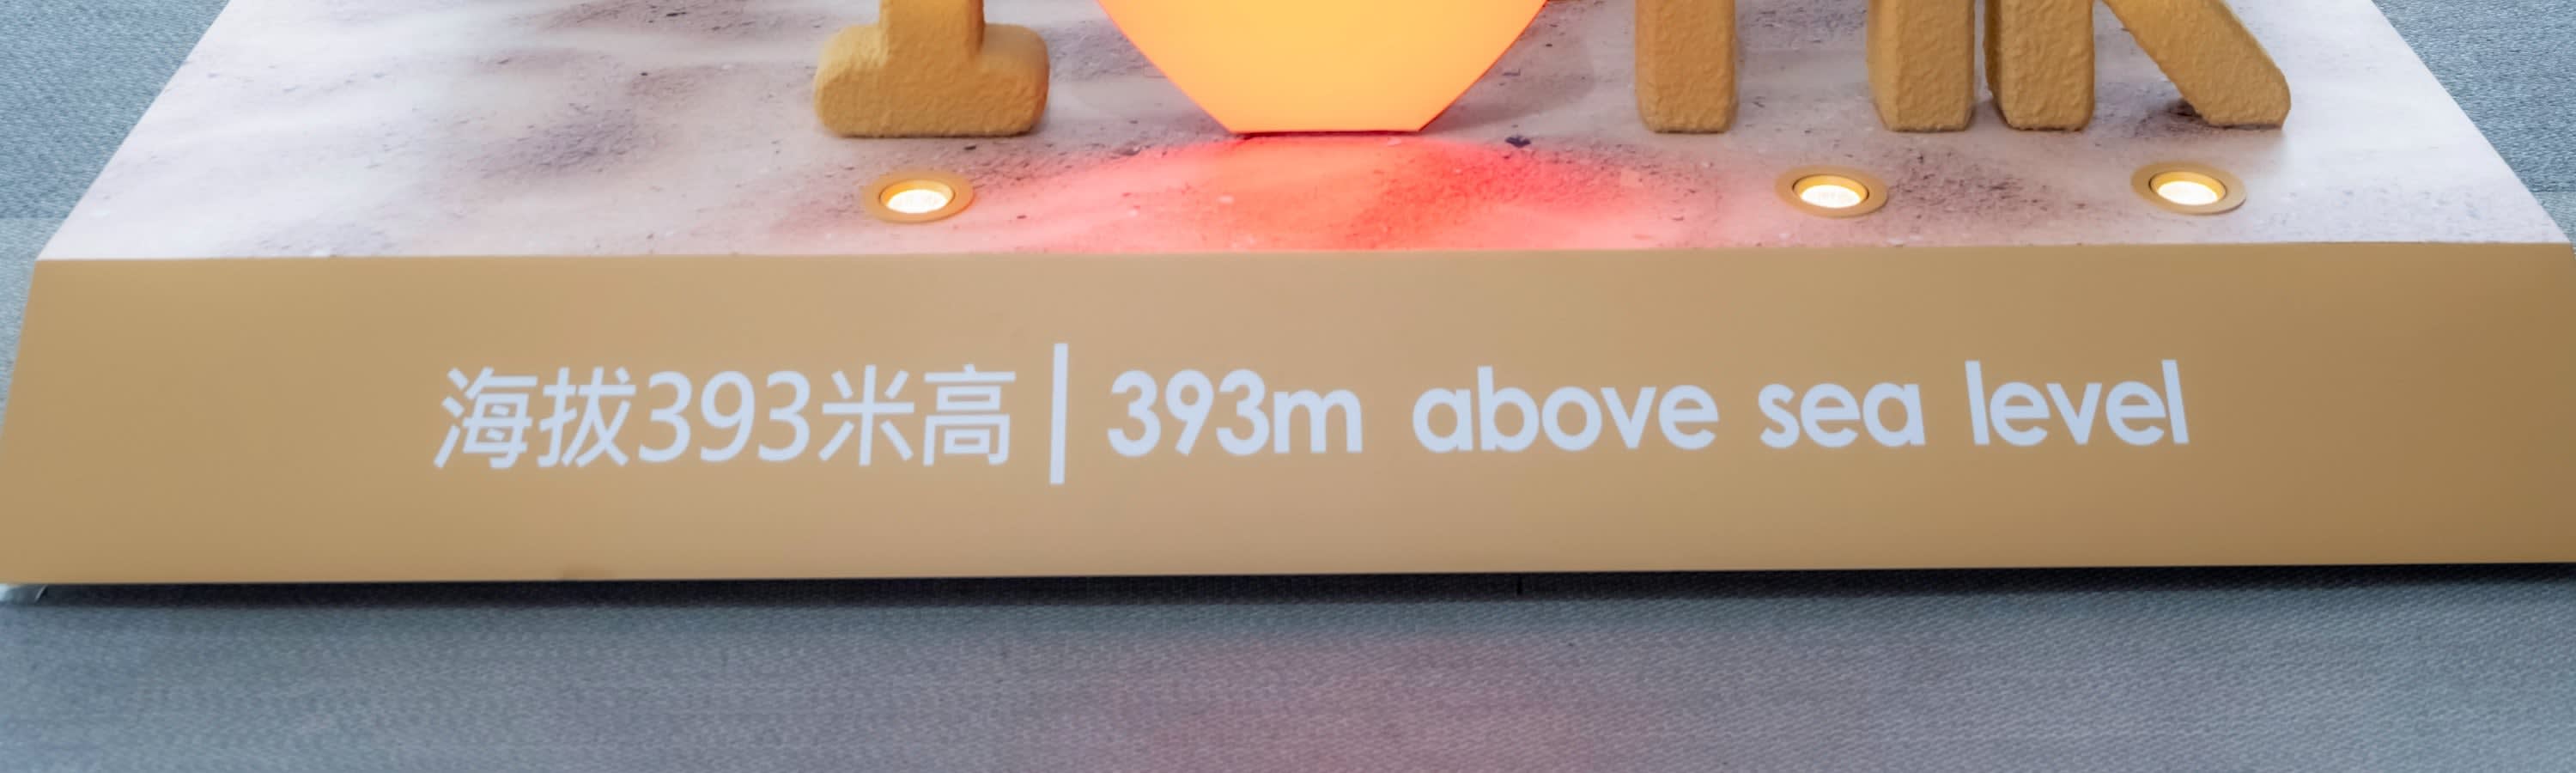 海拔393米高 | 393m above sea level